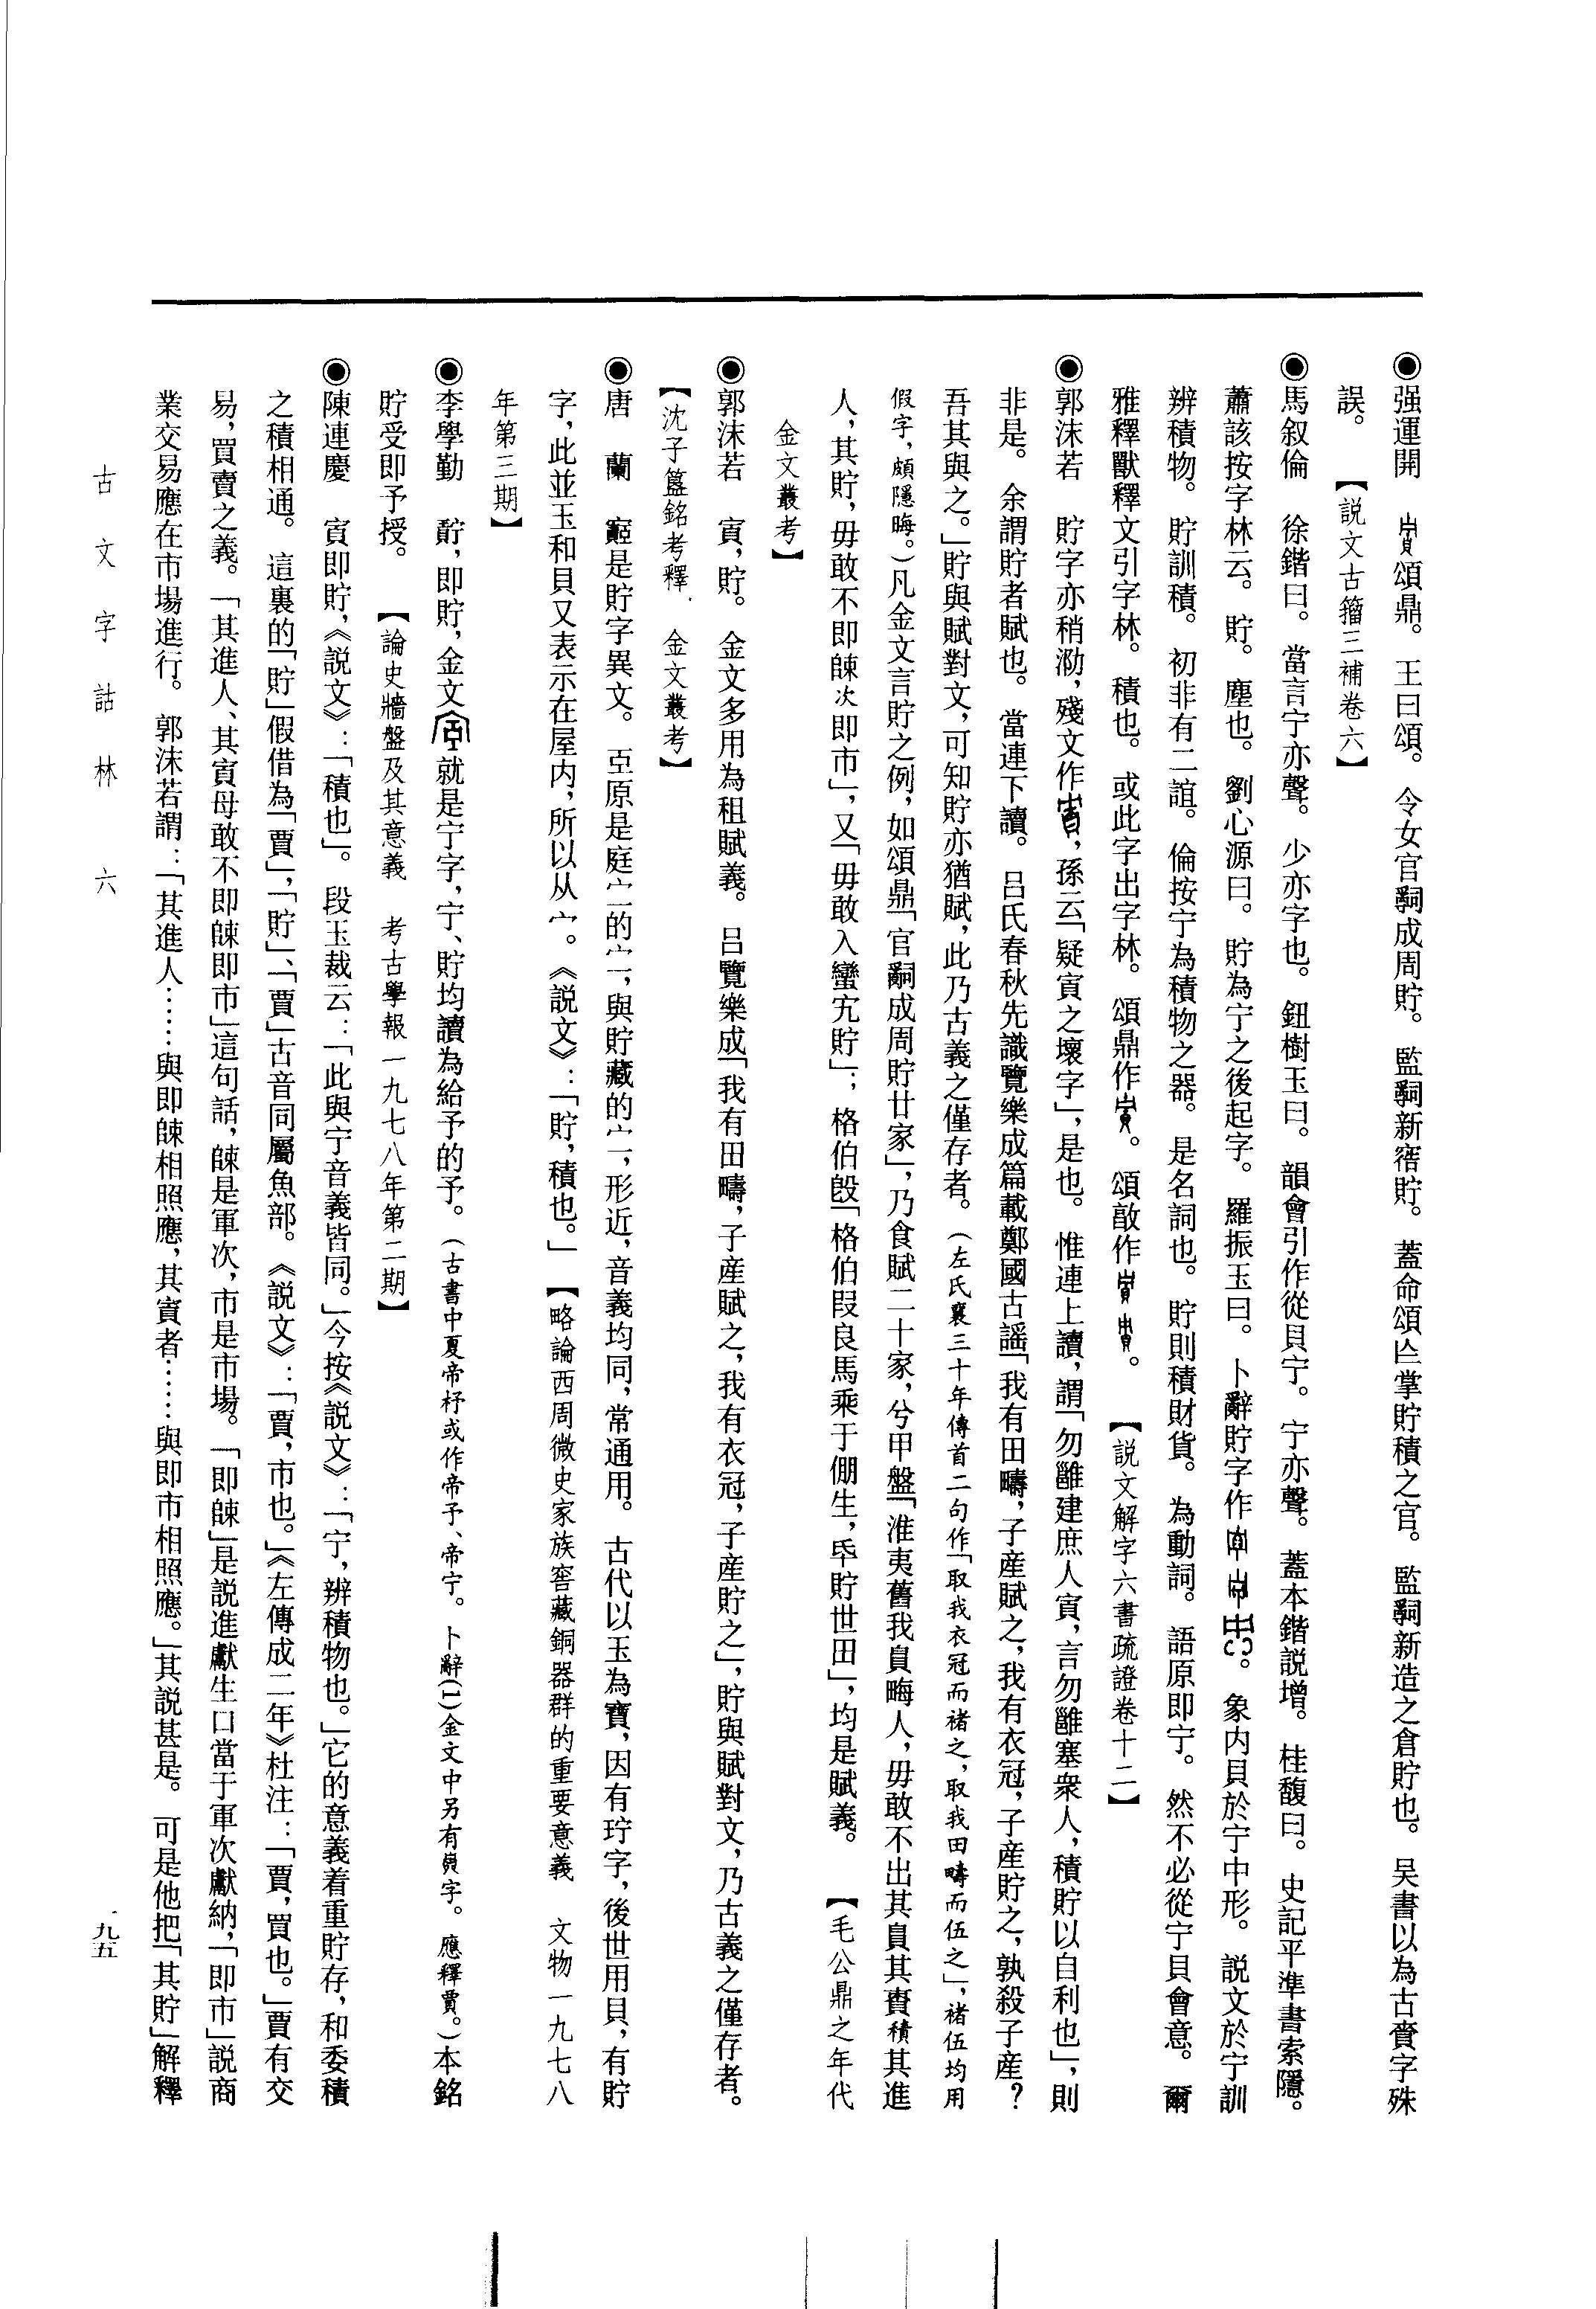 ◉强運開　頌鼎。王曰頌。令女官𤔲成周貯。監𤔲新寤貯。蓋命頌亼掌貯積之官。監𤔲新造之倉貯也。吴書以為古賫字殊
誤。【説文古籀三補卷六】
◉馬叙倫　徐鍇曰。當言宁亦聲。少亦字也。鈕樹玉曰。韻會引作從貝宁。宁亦聲。蓋本鍇説增。桂馥曰。史記平準書索隱。
蕭該按字林云。貯。塵也。劉心源曰。貯為宁之後起字。羅振玉曰。卜辭貯字作。象内貝於宁中形。説文於宁訓
辨積物。貯訓積。初非有二誼。倫按宁為積物之器。是名詞也。貯則積財貨。為動詞。語原即宁。然不必從宁貝會意。爾
雅釋獸釋文引字林。積也。或此字出字林。頌鼎作。頌敵作。【説文解字六書疏證卷十二】
◉郭沫若　貯字亦稍泐，殘文作，孫云「疑寊之壞字」，是也。惟連上讀，謂「勿雝建庶人寊，言勿雝塞衆人，積貯以自利也」，則
非是。余謂貯者賦也。當連下讀。吕氏春秋先識覽樂成篇載鄭國古謡「我有田疇，子産賦之，我有衣冠，子産貯之，孰殺子産？
吾其與之。」貯與賦對文，可知貯亦猶賦，此乃古義之僅存者。（左氏襄三十年傳首二句作「取我衣冠而褚之，取我田疇而伍之」，褚伍均用
假字，頗隱晦。）凡金文言貯之例，如頌鼎「官𤔲成周貯廿家」，乃食賦二十家，兮甲盤「淮夷舊我𪧶晦人，毋敢不出其𪧶其賫積其進
人，其貯，毋敢不即𠂤次即市」，又「毋敢入蠻宄貯」；格伯𣪘「格伯叚良馬乘于倗生，氒貯世田」，均是賦義。【毛公鼎之年代
金文叢考】
◉郭沫若　寊，貯。金文多用為租賦義。吕覽樂成「我有田疇，子産賦之，我有衣冠，子産貯之」，貯與賦對文，乃古義之僅存者。
【沈子簋銘考釋　金文叢考】
◉唐　蘭　是貯字異文。原是庭宁的宁，與貯藏的宁，形近，音義均同，常通用。古代以玉為寶，因有㺵字，後世用貝，有貯
字，此並玉和貝又表示在屋内，所以从宀。《説文》：「貯，積也。」【略論西周微史家族窖藏銅器群的重要意義　文物一九七八
年第三期】
◉李學勤　，即貯，金文就是宁字，宁、貯均讀為給予的予。（古書中夏帝杼或作帝予、帝宁。卜辭(1)金文中另有字。應釋賈。）本銘
貯受即予授。【論史牆盤及其意義　考古學報一九七八年第二期】
◉陳連慶　寊即貯，《説文》：「積也」。段玉裁云：「此與宁音義皆同。」今按《説文》：「宁，辨積物也。」它的意義着重貯存，和委積
之積相通。這裏的「貯」假借為「賈」，「貯」、「賈」古音同屬魚部。《説文》：「賈，市也。」《左傳成二年》杜注：「賈，買也。」賈有交
易，買賣之義。「其進人、其寊母敢不即𠂤即市」這句話，𠂤是軍次，市是市場。「即𠂤」是説進獻生口當于軍次獻納，「即市」説商
業交易應在市場進行。郭沫若謂：「其進人……與即𠂤相照應，其寊者……與即市相照應。」其説甚是。可是他把「其貯」解釋
古文字詁林　六
一九五